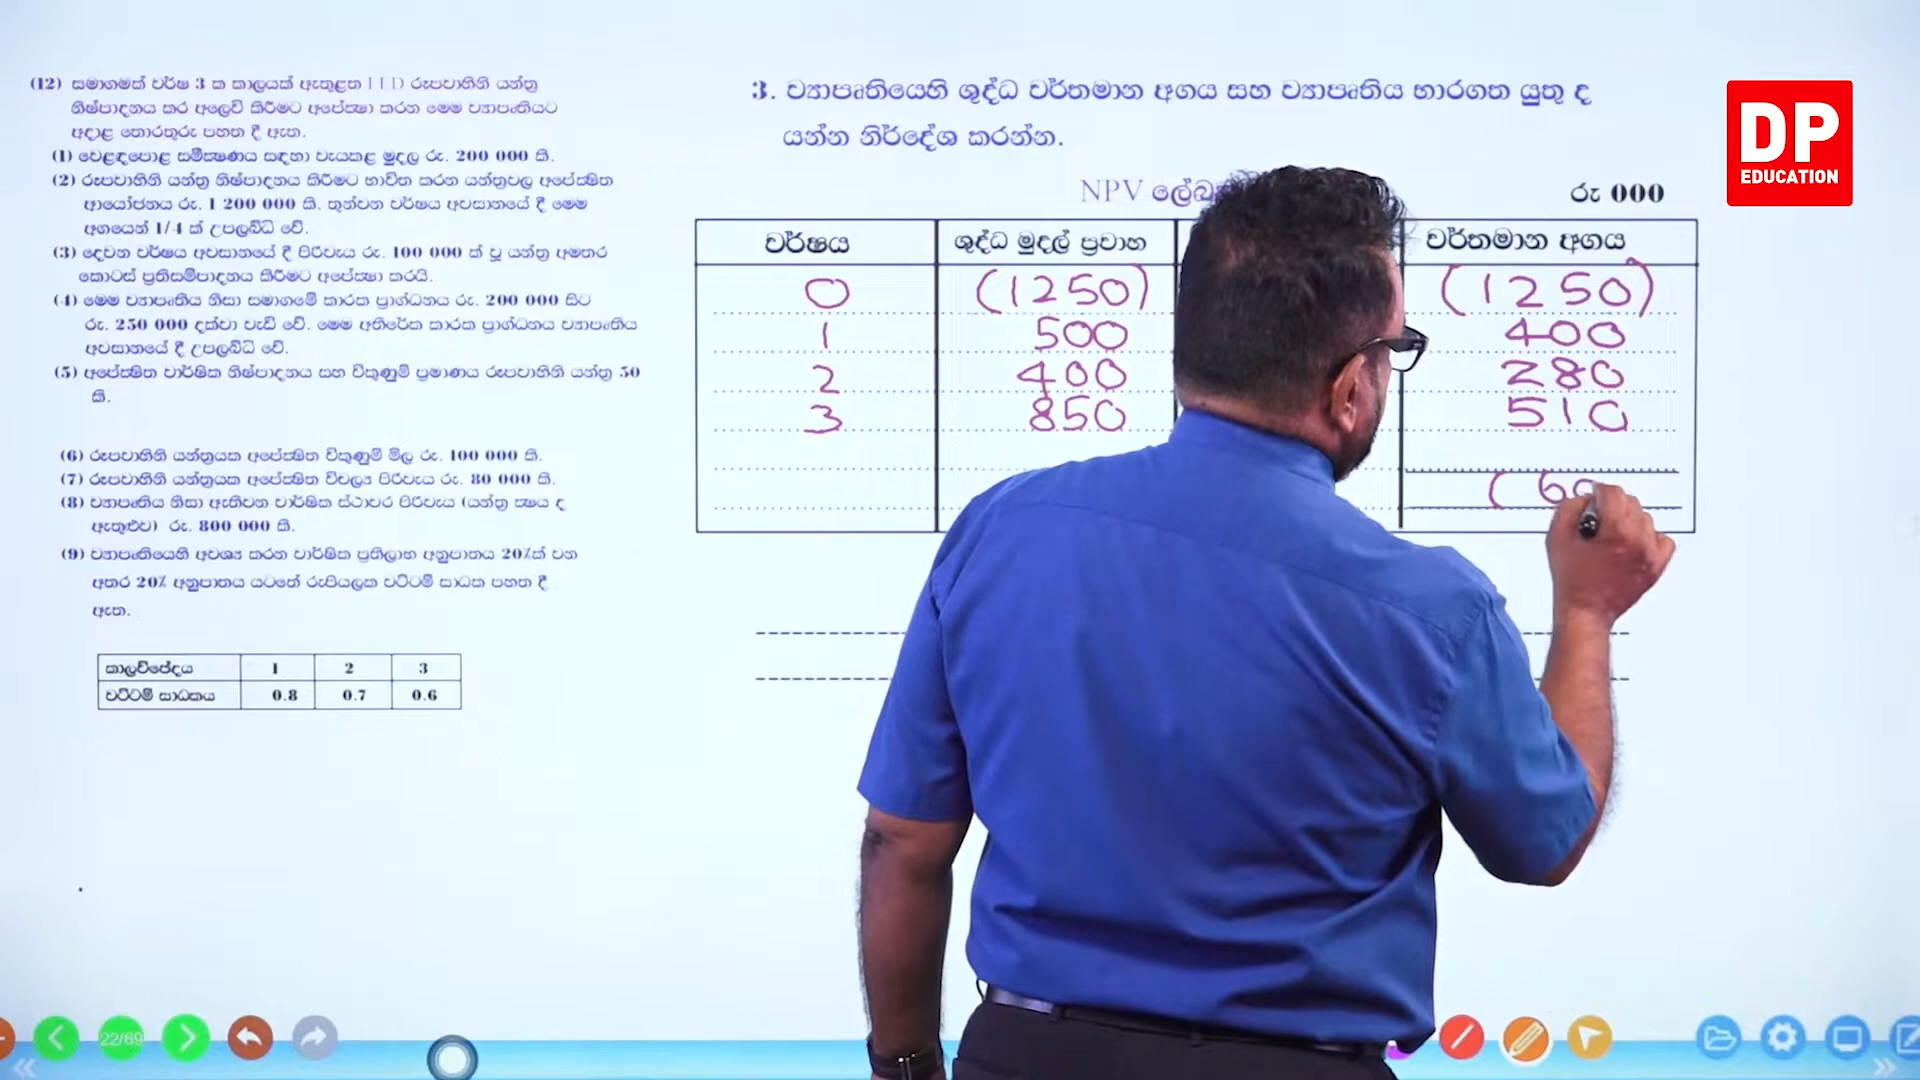 (12) සමාගමක් වර්ෂ 3 ක කාලයක් ඇතුළත LED රූපවාහිනී යන්ත්‍ර
නිෂ්පාදනය කර අලෙවි කිරීමට අපේක්ෂා කරන මෙම ව්‍යාපෘතියට
අදාළ තොරතුරු පහත දී ඇත.
(1) වෙළඳපොළ සමීක්ෂණය සඳහා වැයකළ මුදල රු. 200 000 කි.
(2) රූපවාහිනී යන්ත්‍ර නිෂ්පාදනය කිරීමට භාවිත කරන යන්ත්‍රවල අපේක්ෂිත
ආයෝජනය රු. 1 200 000 කි. තුන්වන වර්ෂය අවසානයේ දී මෙම
අගයෙන් 1/4 ක් උපලබ්ධි වේ.
(3) දෙවන වර්ෂය අවසානයේ දී පිරිවැය රු. 100 000 ක් වූ යන්ත්‍ර අමතර
කොටස් ප්‍රතිසම්පාදනය කිරීමට අපේක්ෂා කරයි.
(4) මෙම ව්‍යාපෘතිය නිසා සමාගමේ කාරක ප්‍රාග්ධනය රු. 200 000 සිට
රු. 250 000 දක්වා වැඩි වේ. මෙම අතිරේක කාරක ප්‍රාග්ධනය ව්‍යාපෘතිය
අවසානයේ දී උපලබ්ධි වේ.
(5) අපේක්ෂිත වාර්ෂික නිෂ්පාදනය සහ විකුණුම් ප්‍රමාණය රූපවාහිනී යන්ත්‍ර 50
කි.
(6) රූපවාහිනී යන්ත්‍රයක අපේක්ෂිත විකුණුම් මිල රු. 100 000 කි.
(7) රූපවාහිනී යන්ත්‍රයක අපේක්ෂිත විචල්‍ය පිරිවැය රු. 80 000 කි.
(8) ව්‍යාපෘතිය නිසා ඇතිවන වාර්ෂික ස්ථාවර පිරිවැය (යන්ත්‍ර ක්ෂය ද
ඇතුළුව) රු. 800 000 කි.
(9) ව්‍යාපෘතියෙහි අවශ්‍ය කරන වාර්ෂික ප්‍රතිලාභ අනුපාතය 20%ක් වන
අතර 20% අනුපාතය යටතේ රුපියලක වට්ටම් සාධක පහත දී
ඇත.
කාලච්ඡේදය 1 2 3
වට්ටම් සාධකය 0.8 0.7 0.6
3. ව්‍යාපෘතියෙහි ශුද්ධ වර්තමාන අගය සහ ව්‍යාපෘතිය භාරගත යුතු ද
යන්න නිර්දේශ කරන්න.
NPV
රු 000
වර්ෂය ශුද්ධ මුදල් ප්‍රවාහ වර්තමාන අගය
0 (1250) (1250)
1 500 400
2 400 280
3 850 510
(6
DP
EDUCATION
22/69